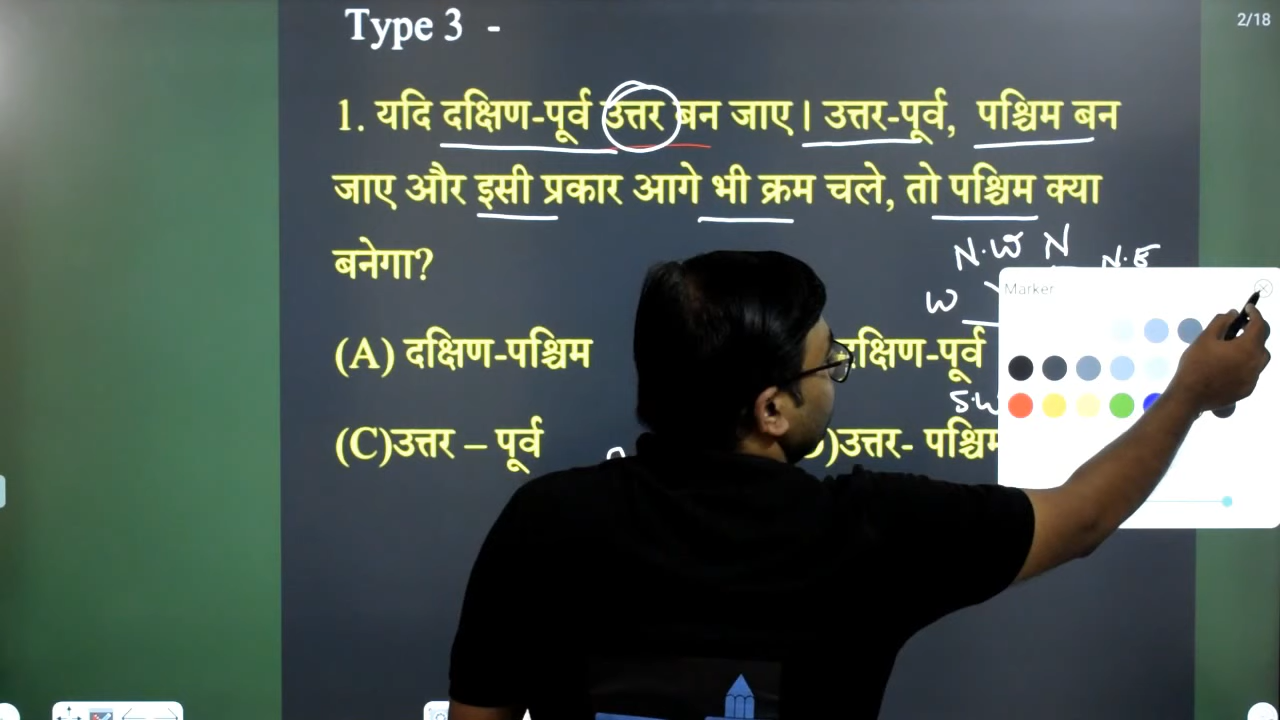 Type 3 -
2/18
1. यदि दक्षिण-पूर्व उत्तर बन जाए। उत्तर-पूर्व, पश्चिम बन
जाए और इसी प्रकार आगे भी क्रम चले, तो पश्चिम क्या
बनेगा?
N.W N N.E
Marker
W
(A) दक्षिण-पश्चिम
दक्षिण-पूर्व
S.W
(C)उत्तर – पूर्व
)उत्तर- पश्चिम